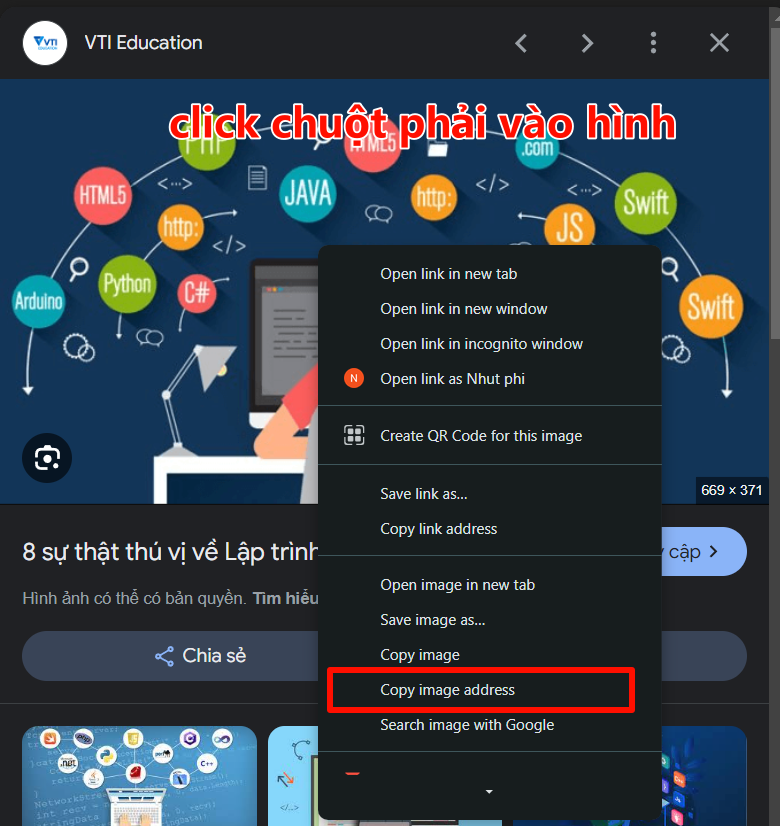 VTI
EDUCATION
VTI Education
click chuột phải vào hình
PHP
HTML5
.com
HTML5
<···>
JAVA
http:
</>
<···>
Swift
http:
</>
JS
Arduino
Python
C#
Swift
Open link in new tab
Open link in new window
Open link in incognito window
N Open link as Nhut phi
Create QR Code for this image
669 × 371
Save link as...
Copy link address
8 sự thật thú vị về Lập trình
cập
Open image in new tab
Hình ảnh có thể có bản quyền. Tìm hiểu
Save image as...
Chia sẻ
Copy image
Copy image address
Search image with Google
php
.net
C++
</>